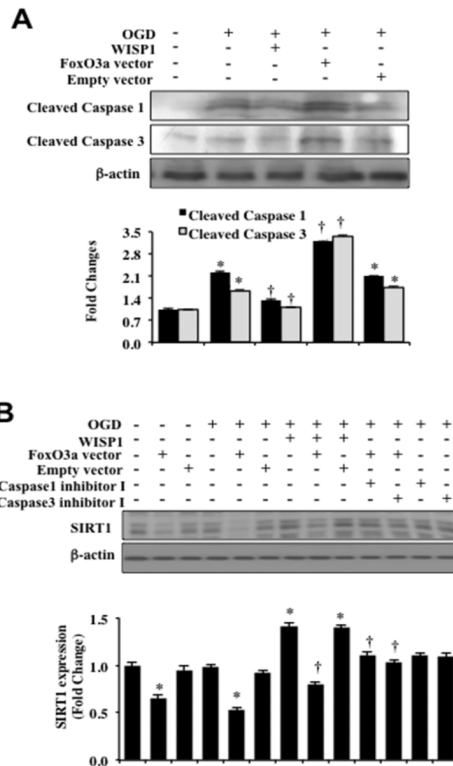 A
OGD - + + + +
WISP1 - - + - -
FoxO3a vector - - - + -
Empty vector - - - - +
Cleaved Caspase 1
Cleaved Caspase 3
β-actin
Cleaved Caspase 1
Cleaved Caspase 3
Fold Changes
3.5
2.8
2.1
1.4
0.7
0.0
* * † † † † * *
B
OGD - - - + + + + + + + + + +
WISP1 - - - - - - + + + - - - -
FoxO3a vector - + - - + - - + - + + - -
Empty vector - - + - - + - - + - - - -
Caspase1 inhibitor I - - - - - - - - - + - + -
Caspase3 inhibitor I - - - - - - - - - - + - +
SIRT1
β-actin
SIRT1 expression
(Fold Change)
1.5
1.0
0.5
0.0
* * * † * † †